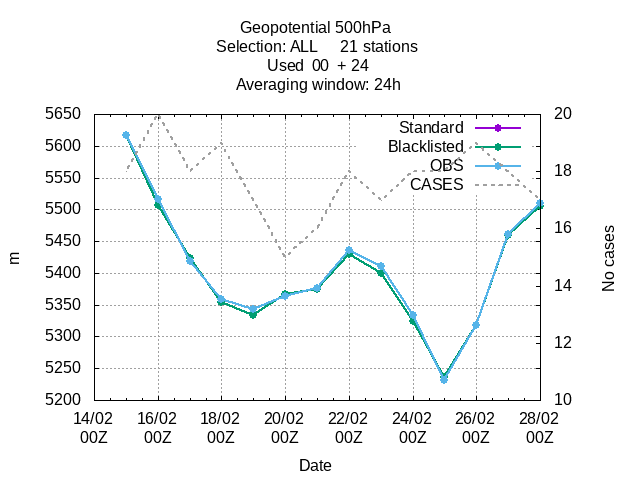 Geopotential 500hPa
Selection: ALL     21 stations
Used  00  + 24
Averaging window: 24h
5650
5600
5550
5500
5450
5400
5350
5300
5250
5200
m
20
18
16
14
12
10
No cases
Standard
Blacklisted
OBS
CASES
14/02 16/02 18/02 20/02 22/02 24/02 26/02 28/02
00Z 00Z 00Z 00Z 00Z 00Z 00Z 00Z
Date